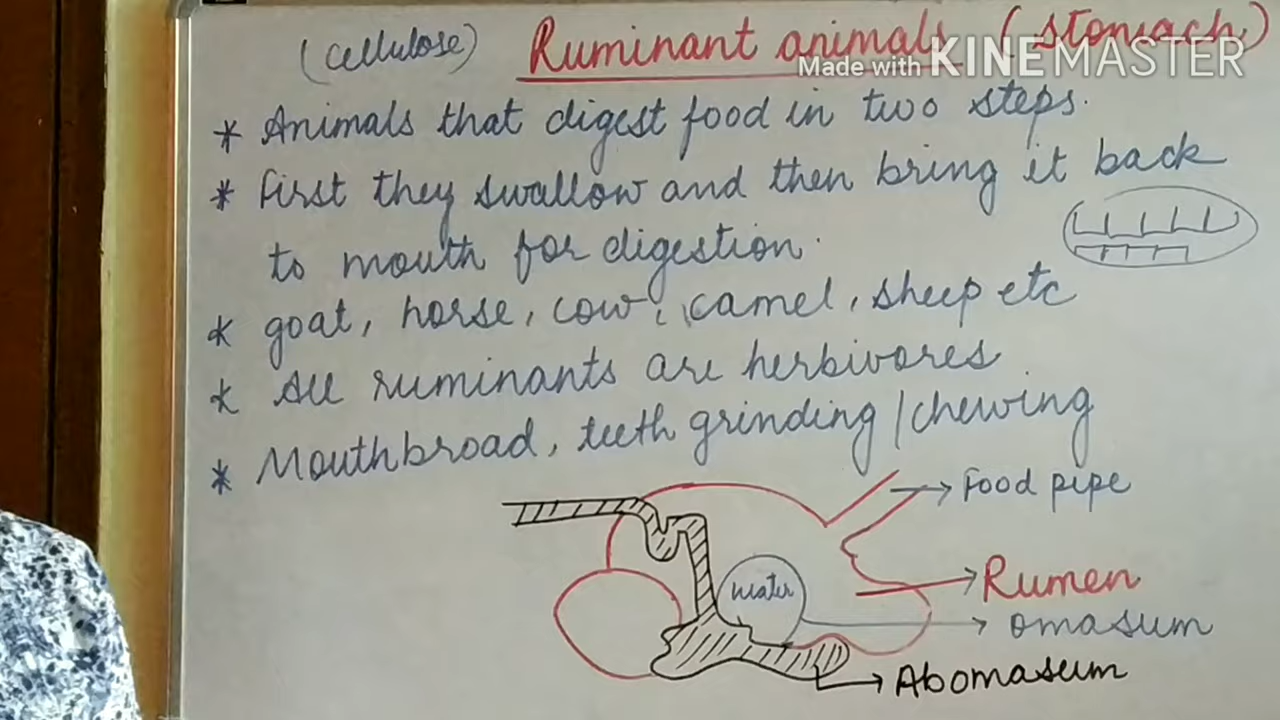 (cellulose) Ruminant animals (stomach)
Made with KINEMASTER
* Animals that digest food in two steps.
* First they swallow and then bring it back
to mouth for digestion.
* goat, horse, cow, camel, sheep etc
* All ruminants are herbivores
* Mouth broad, teeth grinding / chewing
Food pipe
water
Rumen
omasum
Abomasum